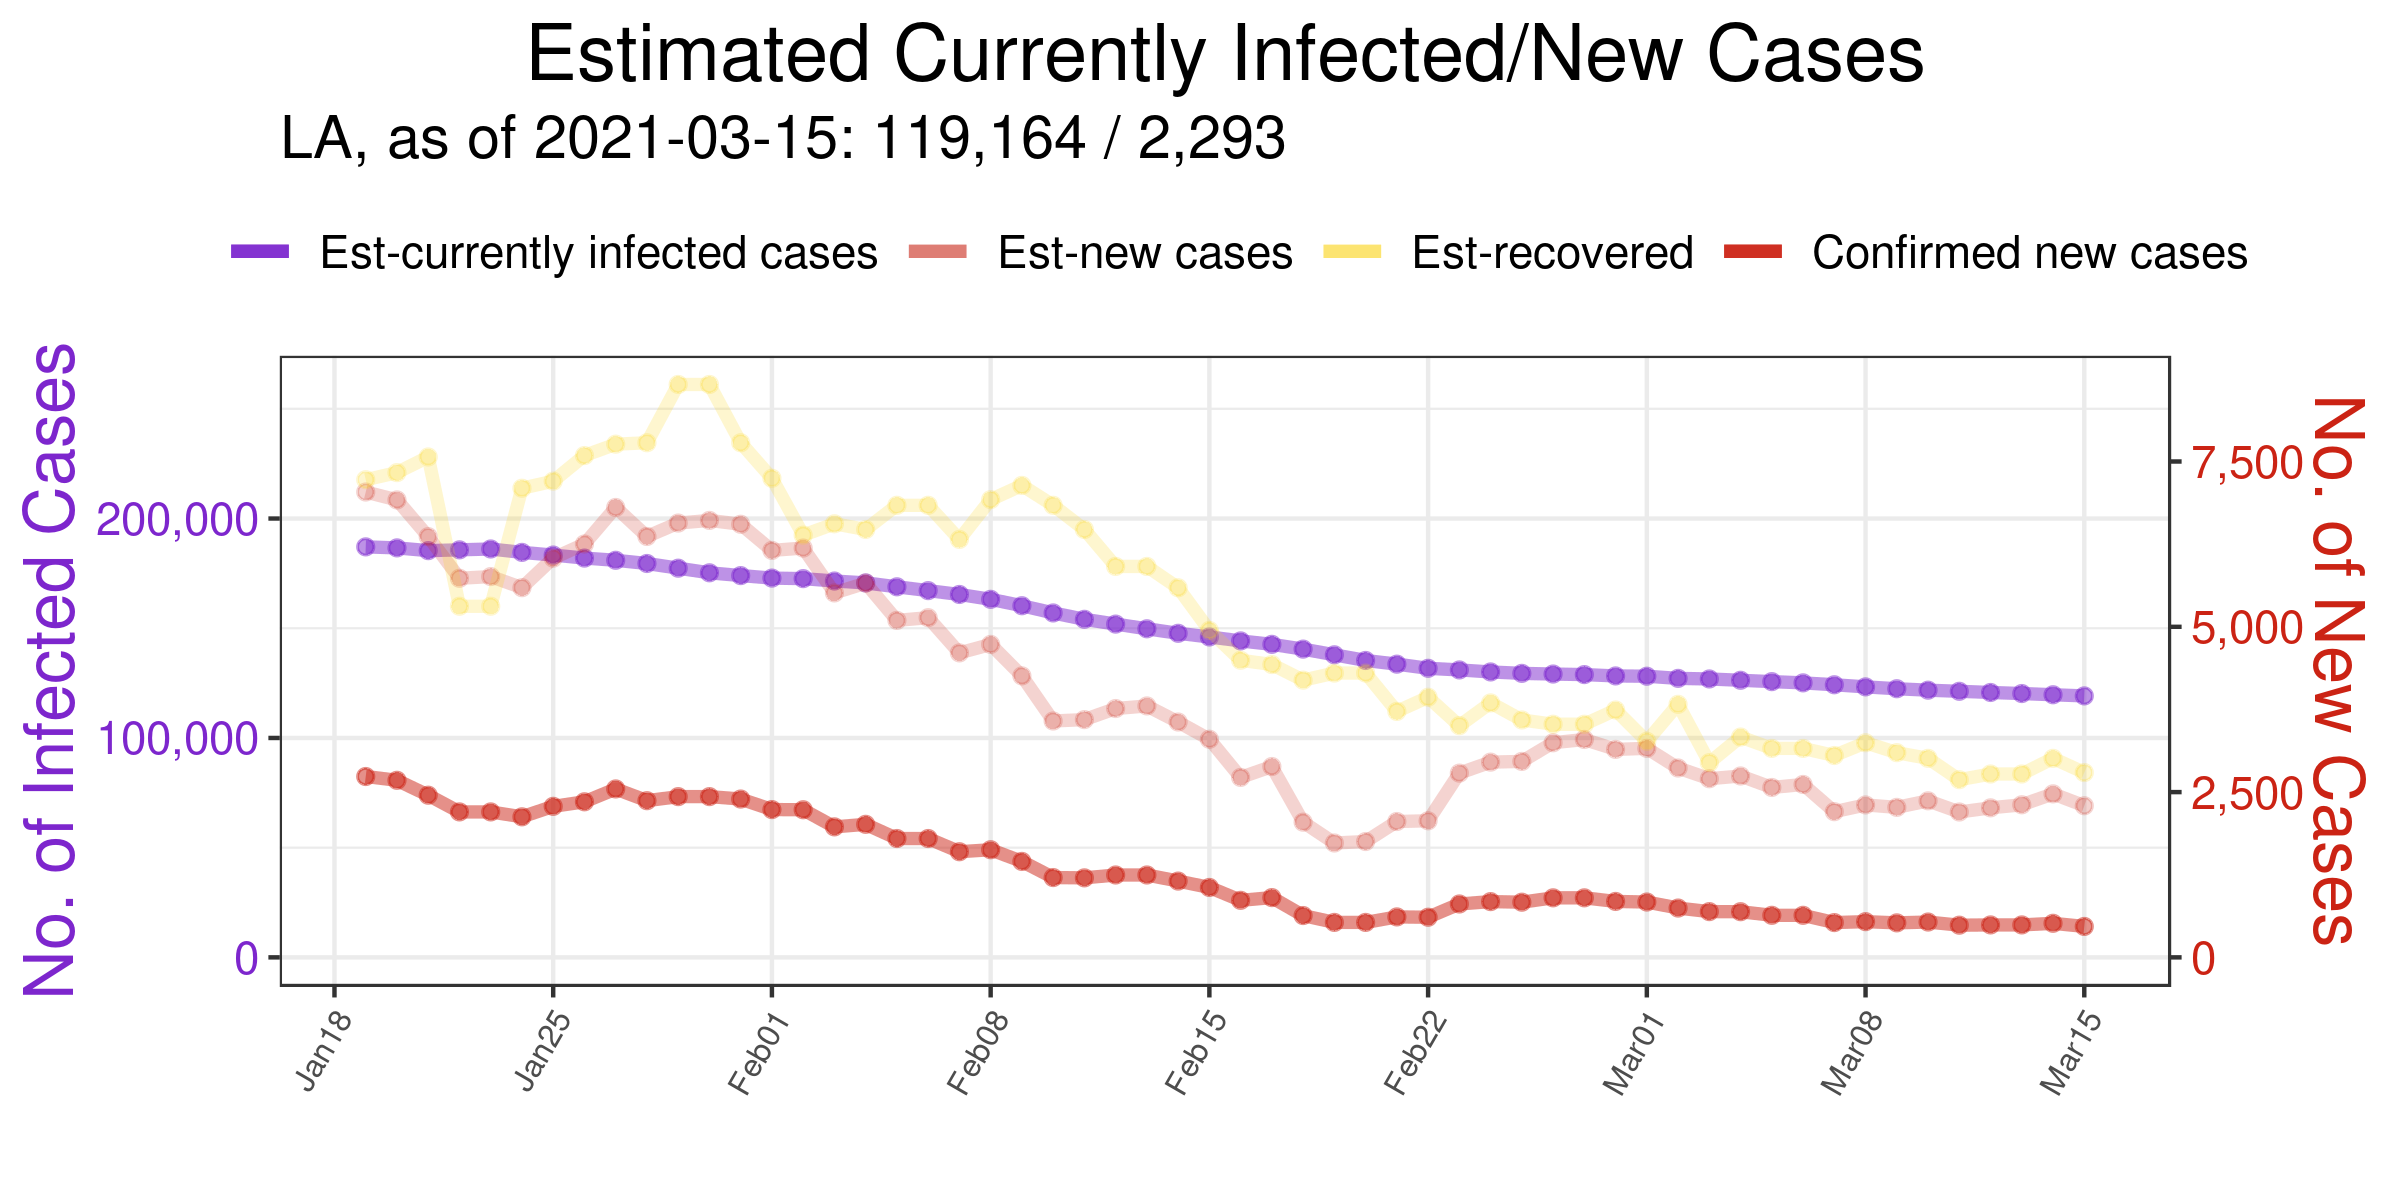 Estimated Currently Infected/New Cases
LA, as of 2021-03-15: 119,164 / 2,293
Est-currently infected cases Est-new cases Est-recovered Confirmed new cases
No. of Infected Cases
200,000
100,000
0
7,500
5,000
2,500
0
No. of New Cases
Jan18 Jan25 Feb01 Feb08 Feb15 Feb22 Mar01 Mar08 Mar15